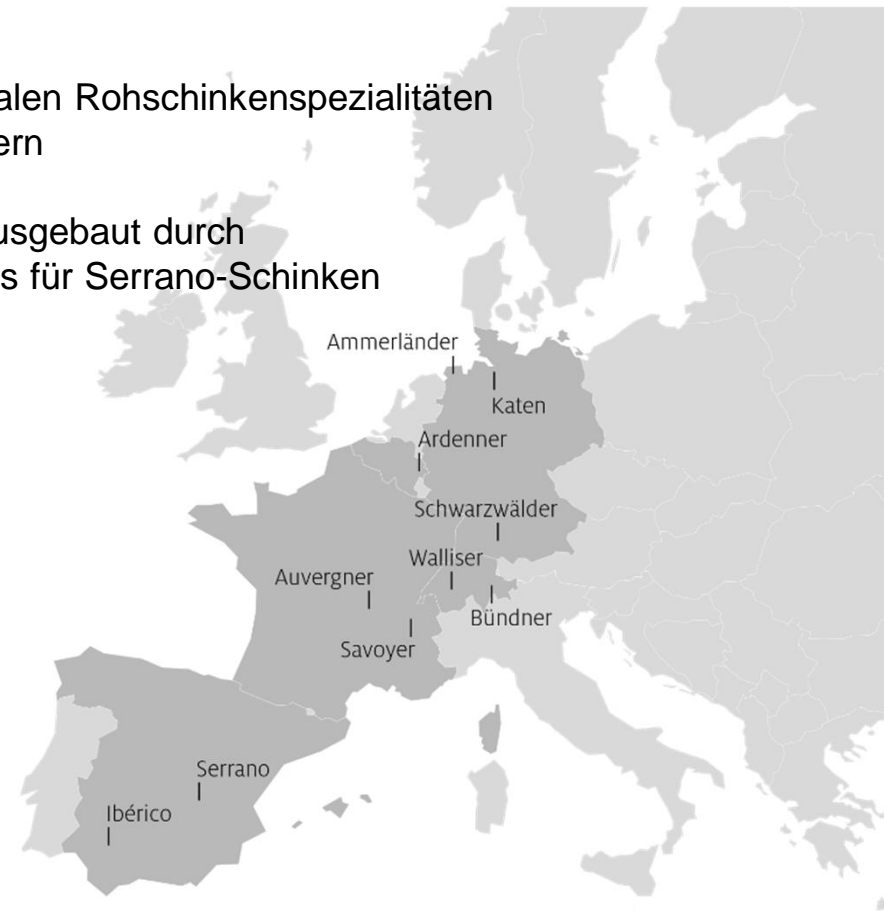 alen Rohschinkenspezialitäten
ern
usgebaut durch
s für Serrano-Schinken
Ammerländer
Katen
Ardenner
Schwarzwälder
Walliser
Auvergner
Bündner
Savoyer
Serrano
Ibérico